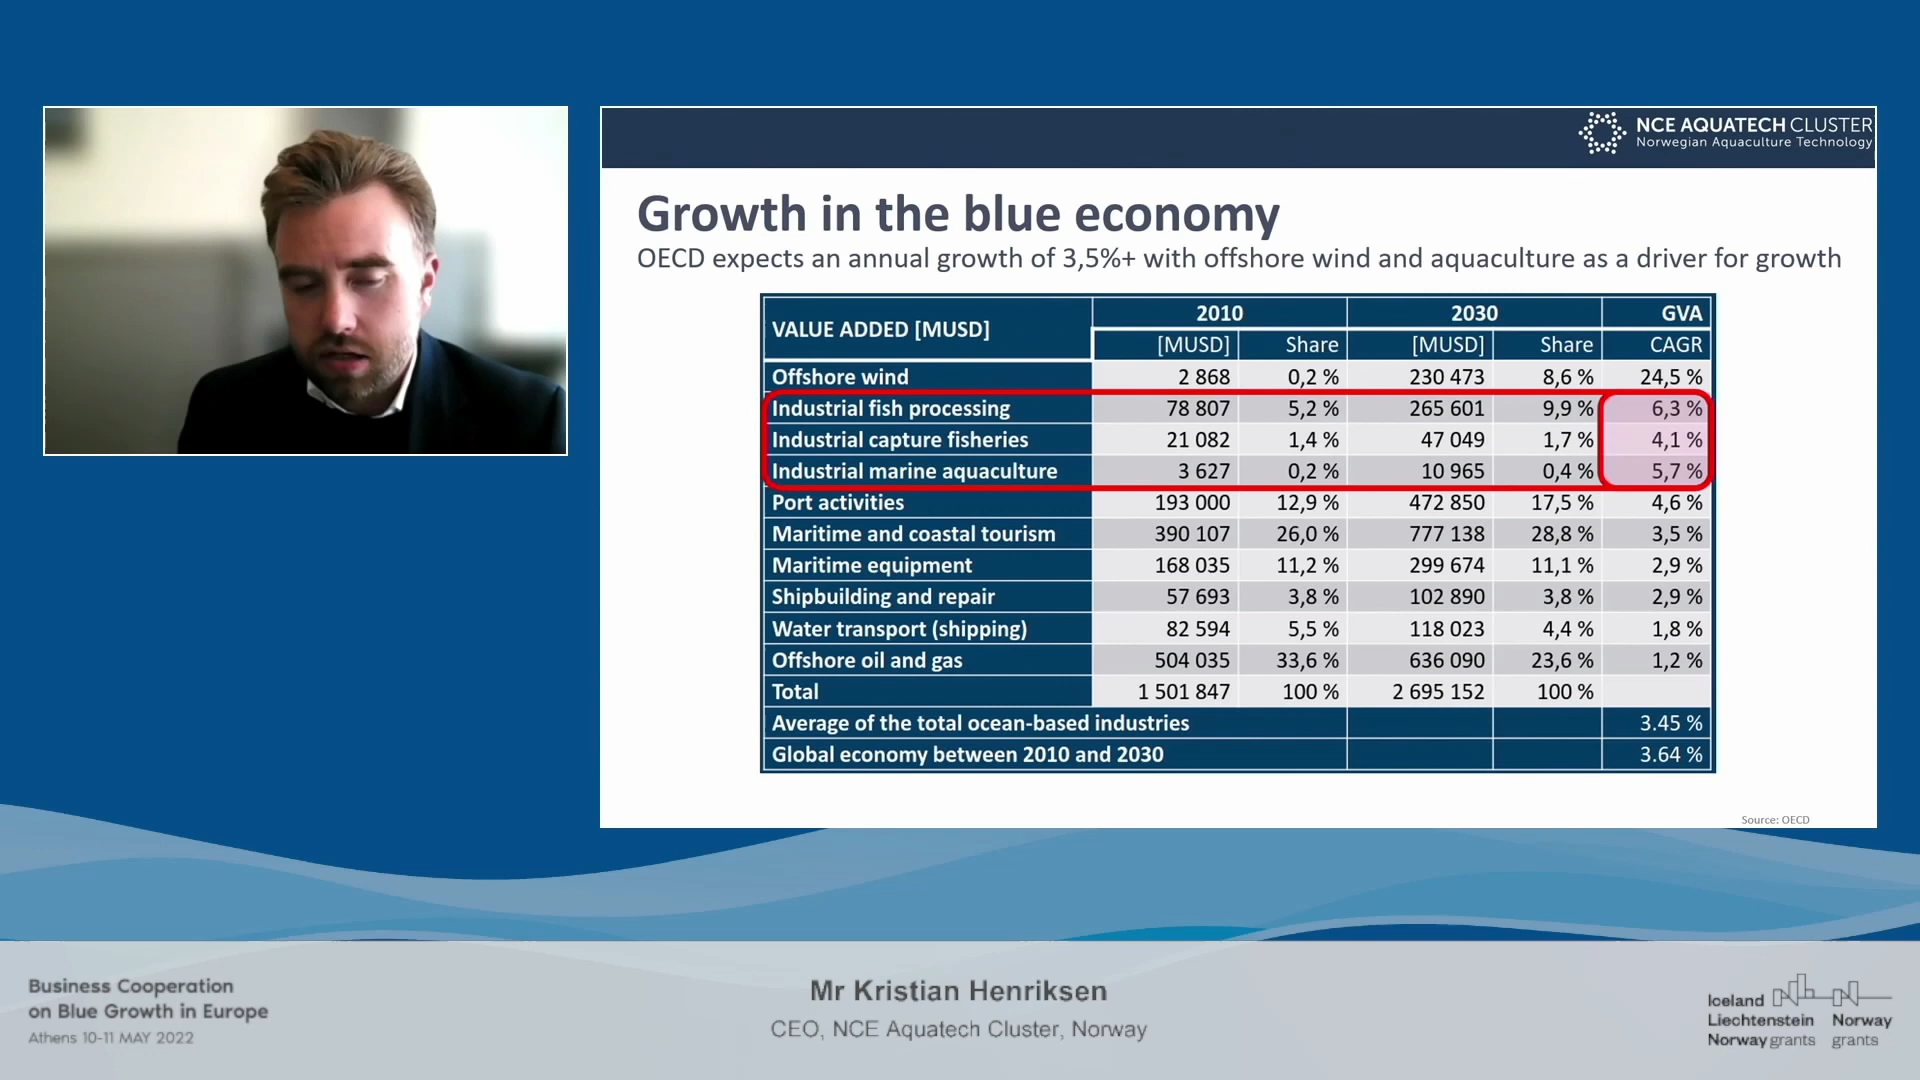 NCE AQUATECH CLUSTER
Norwegian Aquaculture Technology
Growth in the blue economy
OECD expects an annual growth of 3,5%+ with offshore wind and aquaculture as a driver for growth
VALUE ADDED [MUSD] 2010 2030 GVA
[MUSD] Share [MUSD] Share CAGR
Offshore wind 2 868 0,2 % 230 473 8,6 % 24,5 %
Industrial fish processing 78 807 5,2 % 265 601 9,9 % 6,3 %
Industrial capture fisheries 21 082 1,4 % 47 049 1,7 % 4,1 %
Industrial marine aquaculture 3 627 0,2 % 10 965 0,4 % 5,7 %
Port activities 193 000 12,9 % 472 850 17,5 % 4,6 %
Maritime and coastal tourism 390 107 26,0 % 777 138 28,8 % 3,5 %
Maritime equipment 168 035 11,2 % 299 674 11,1 % 2,9 %
Shipbuilding and repair 57 693 3,8 % 102 890 3,8 % 2,9 %
Water transport (shipping) 82 594 5,5 % 118 023 4,4 % 1,8 %
Offshore oil and gas 504 035 33,6 % 636 090 23,6 % 1,2 %
Total 1 501 847 100 % 2 695 152 100 %
Average of the total ocean-based industries 3.45 %
Global economy between 2010 and 2030 3.64 %
Source: OECD
Business Cooperation
on Blue Growth in Europe
Athens 10-11 MAY 2022
Mr Kristian Henriksen
CEO, NCE Aquatech Cluster, Norway
Iceland
Liechtenstein Norway
Norway grants grants